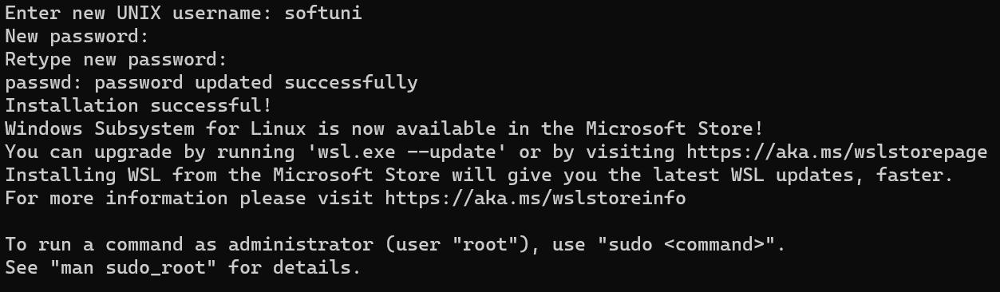 Enter new UNIX username: softuni
New password:
Retype new password:
passwd: password updated successfully
Installation successful!
Windows Subsystem for Linux is now available in the Microsoft Store!
You can upgrade by running 'wsl.exe --update' or by visiting https://aka.ms/wslstorepage
Installing WSL from the Microsoft Store will give you the latest WSL updates, faster.
For more information please visit https://aka.ms/wslstoreinfo

To run a command as administrator (user "root"), use "sudo <command>".
See "man sudo_root" for details.